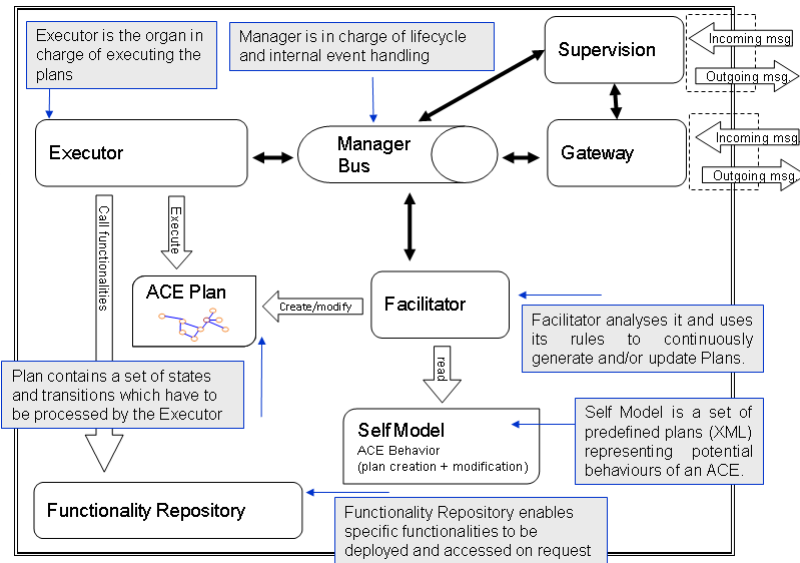 Executor is the organ in
charge of executing the
plans
Manager is in charge of lifecycle
and internal event handling
Supervision
Incoming msg
Outgoing msg.
Executor
Manager
Bus
Gateway
Incoming msg
Outgoing msg.
Call functionalities
Execute
ACE Plan
Create/modify
Facilitator
Facilitator analyses it and uses
its rules to continuously
generate and/or update Plans.
read
Plan contains a set of states
and transitions which have to
be processed by the Executor
Self Model
ACE Behavior
(plan creation + modification)
Self Model is a set of
predefined plans (XML)
representing potential
behaviours of an ACE.
Functionality Repository
Functionality Repository enables
specific functionalities to be
deployed and accessed on request